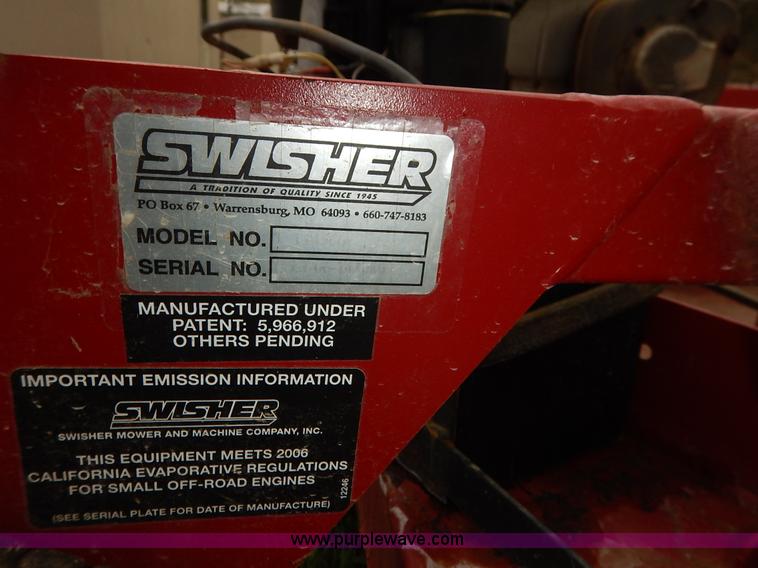 SWISHER
A TRADITION OF QUALITY SINCE 1945
PO Box 67 • Warrensburg, MO 64093 • 660-747-8183
MODEL NO.
SERIAL NO.
MANUFACTURED UNDER
PATENT: 5,966,912
OTHERS PENDING
IMPORTANT EMISSION INFORMATION
SWISHER
SWISHER MOWER AND MACHINE COMPANY, INC.
THIS EQUIPMENT MEETS 2006
CALIFORNIA EVAPORATIVE REGULATIONS
FOR SMALL OFF-ROAD ENGINES
12246
(SEE SERIAL PLATE FOR DATE OF MANUFACTURE)
www.purplewave.com